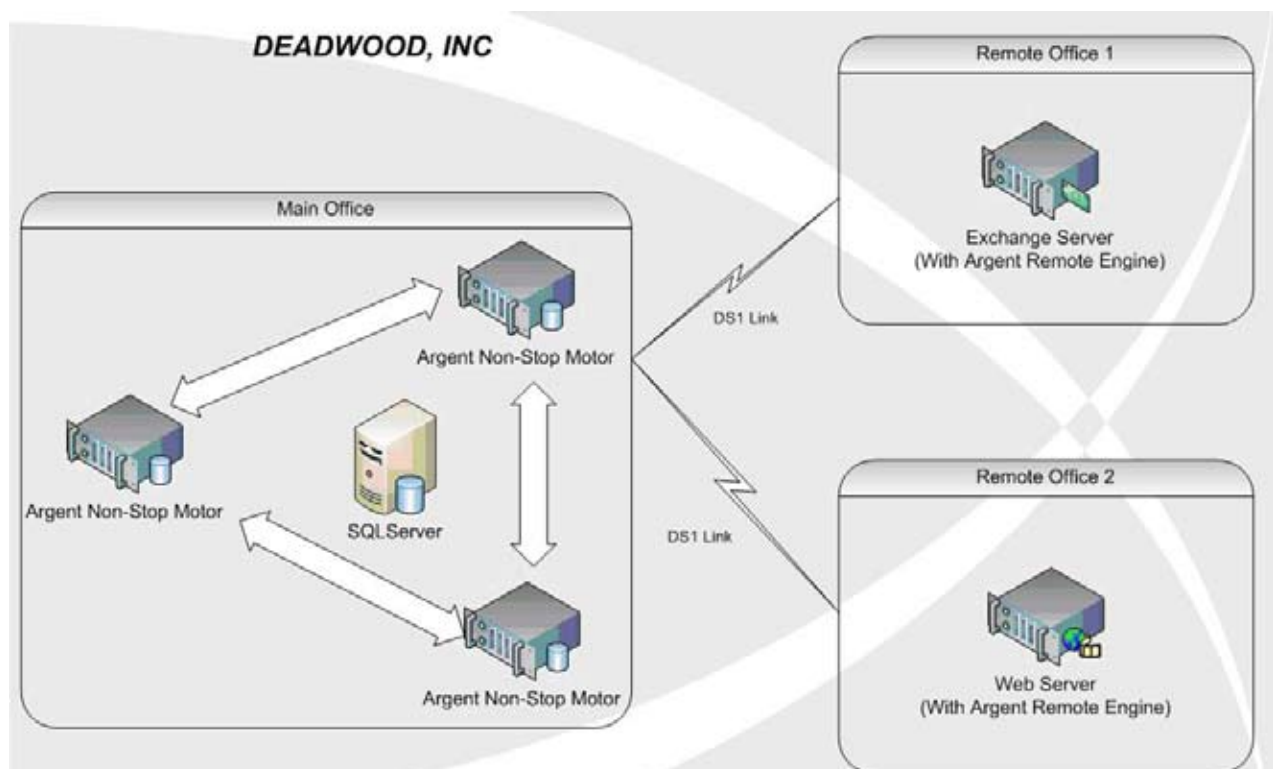 DEADWOOD, INC
Main Office
Argent Non-Stop Motor
Argent Non-Stop Motor
SQLServer
Argent Non-Stop Motor
DS1 Link
DS1 Link
Remote Office 1
Exchange Server
(With Argent Remote Engine)
Remote Office 2
Web Server
(With Argent Remote Engine)